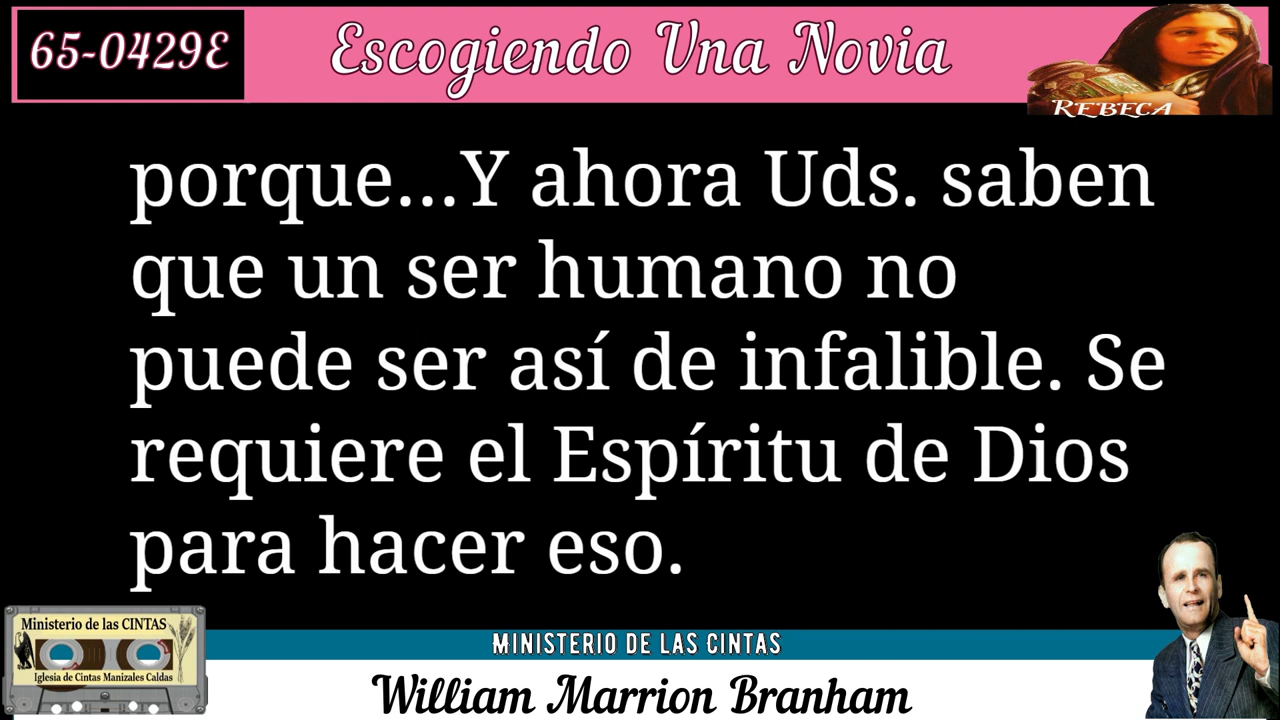 65-0429E
Escogiendo Una Novia
REBECA
porque...Y ahora Uds. saben
que un ser humano no
puede ser así de infalible. Se
requiere el Espíritu de Dios
para hacer eso.
Ministerio de las CINTAS
Iglesia de Cintas Manizales Caldas
MINISTERIO DE LAS CINTAS
William Marrion Branham